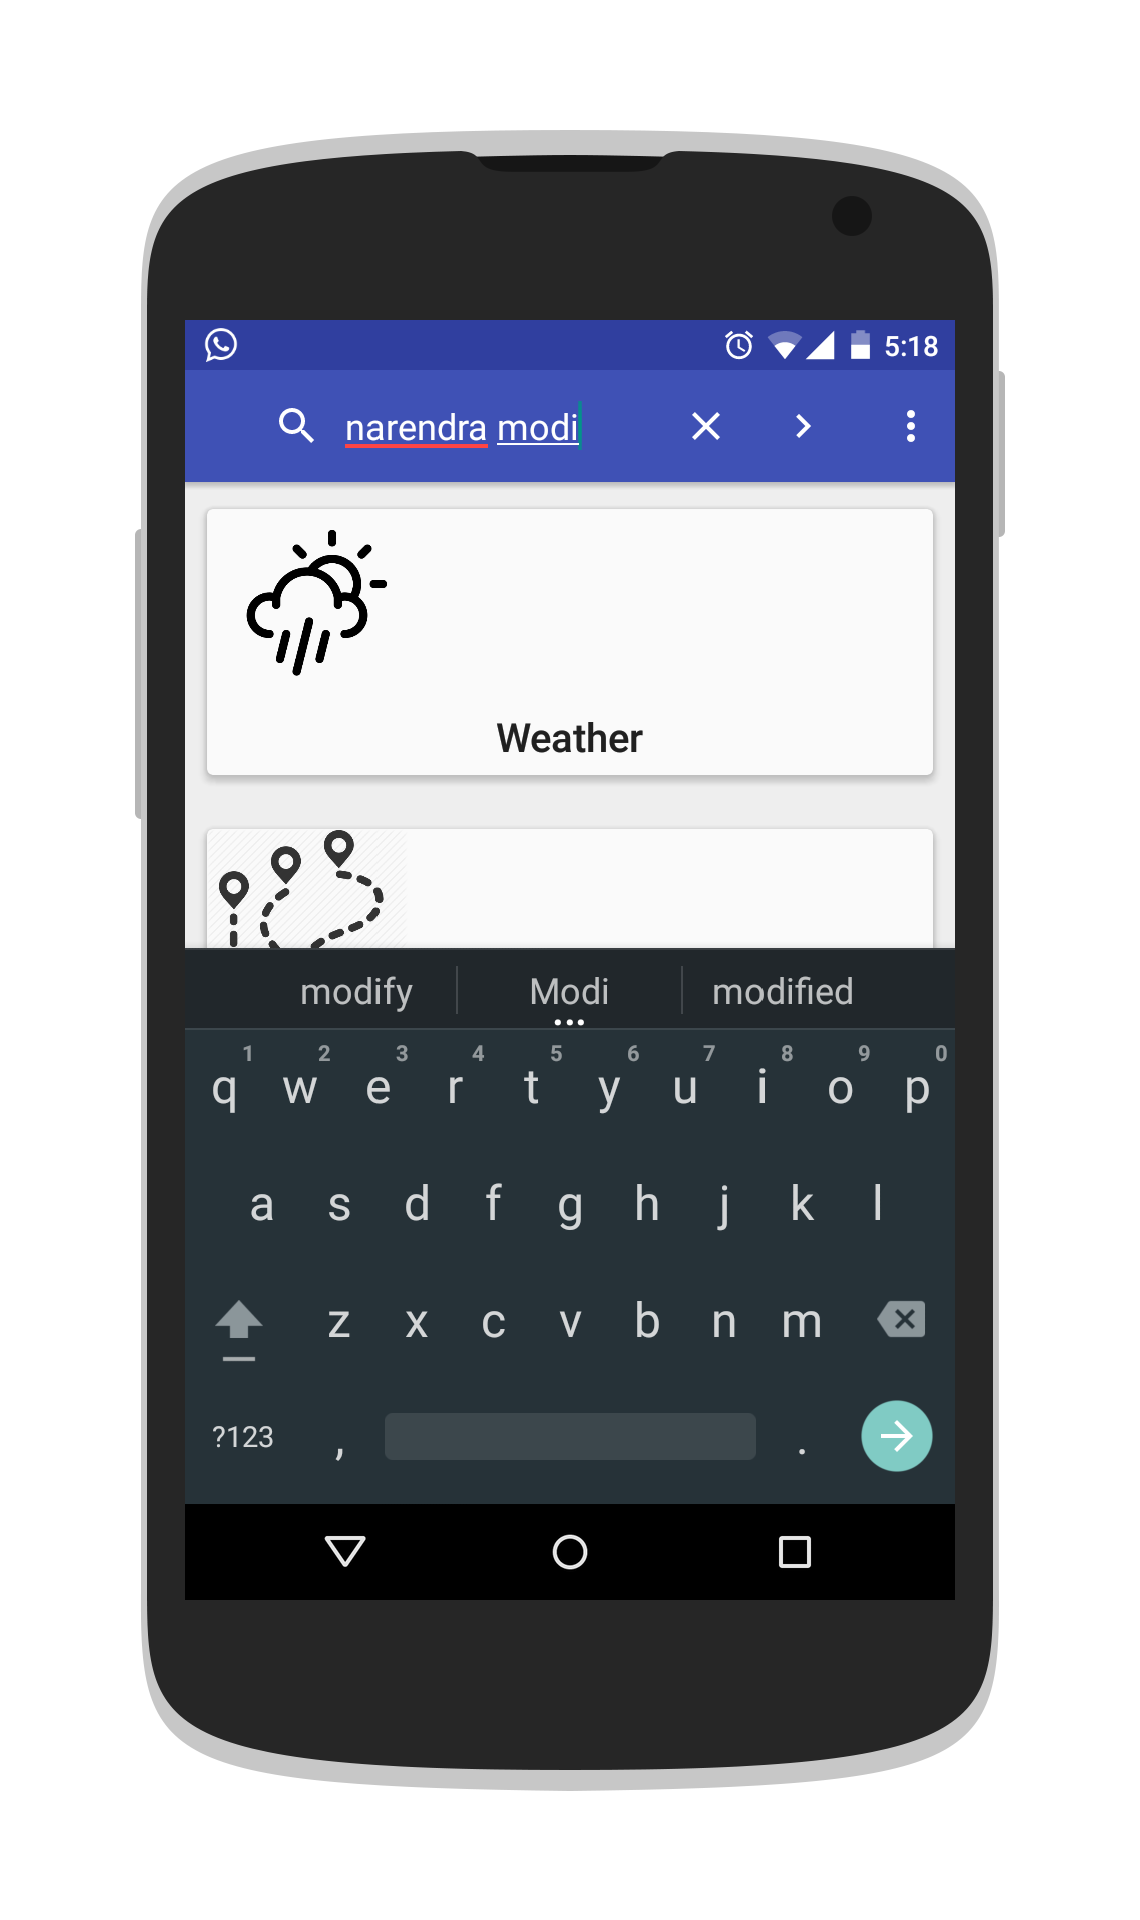 5:18
narendra modi
Weather
modify Modi modified
1 2 3 4 5 6 7 8 9 0
q w e r t y u i o p
a s d f g h j k l
z x c v b n m
?123 , .